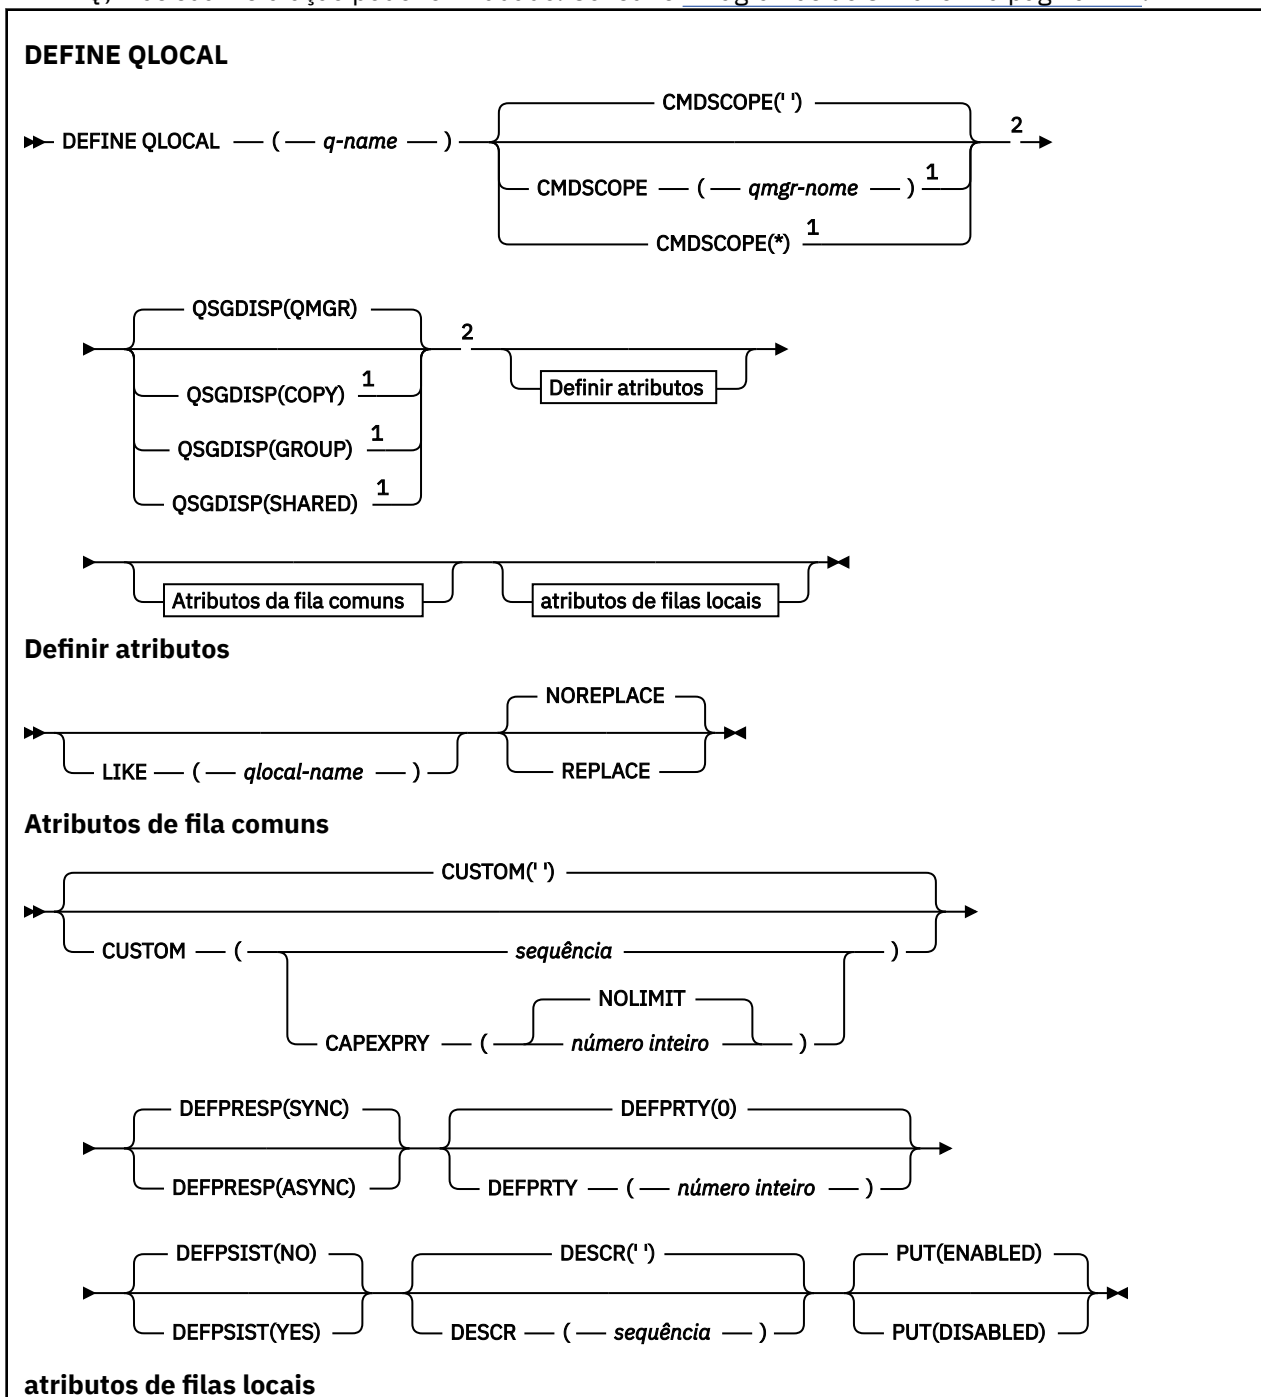 DEFINE QLOCAL
CMDSCOPE(' ')
DEFINE QLOCAL ( q-name ) 2
CMDSCOPE ( qmgr-nome ) 1
CMDSCOPE(*) 1
QSGDISP(QMGR)
2
QSGDISP(COPY) 1 Definir atributos
QSGDISP(GROUP) 1
QSGDISP(SHARED) 1
Atributos da fila comuns atributos de filas locais
Definir atributos
NOREPLACE
LIKE ( qlocal-name ) REPLACE
Atributos de fila comuns
CUSTOM(' ')
CUSTOM ( sequência )
NOLIMIT
CAPEXPRY ( número inteiro )
DEFPRESP(SYNC) DEFPRTY(0)
DEFPRESP(ASYNC) DEFPRTY ( número inteiro )
DEFPSIST(NO) DESCR(' ') PUT(ENABLED)
DEFPSIST(YES) DESCR ( sequência ) PUT(DISABLED)
atributos de filas locais